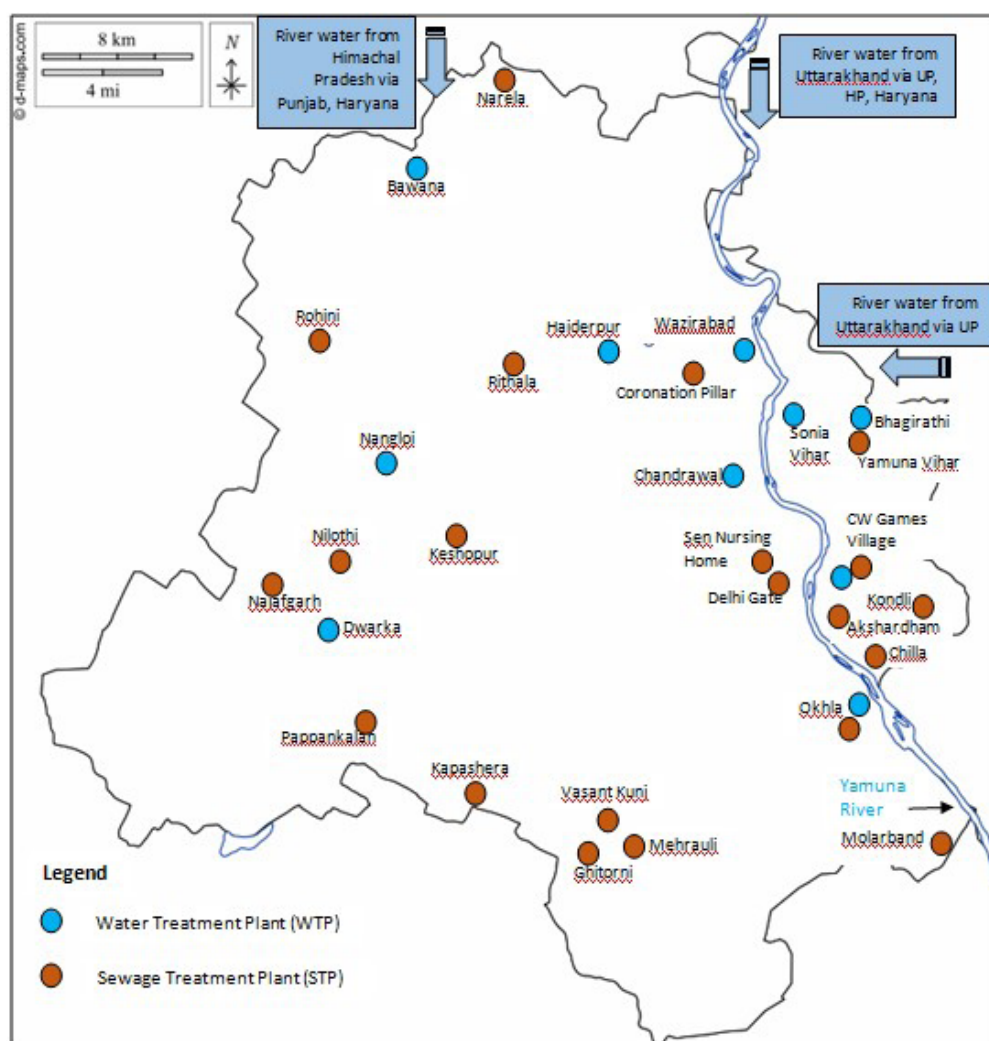 © d-maps.com
8 km
4 mi
N
River water from
Himachal
Pradesh via
Punjab, Haryana
River water from
Uttarakhand via UP,
HP, Haryana
Narela
Bawana
River water from
Uttarakhand via UP
Rohini
Haiderpur
Wazirabad
Rithala
Coronation Pillar
Bhagirathi
Sonia
Vihar
Yamuna Vihar
Nangloi
Chandrawal
CW Games
Village
Sen Nursing
Home
Nilothi
Keshopur
Delhi Gate
Kondli
Najafgarh
Akshardham
Dwarka
Chilla
Okhla
Pappankalan
Kapashera
Yamuna
River
Vasant Kunj
Mehrauli
Molarband
Ghitorni
Legend
Water Treatment Plant (WTP)
Sewage Treatment Plant (STP)